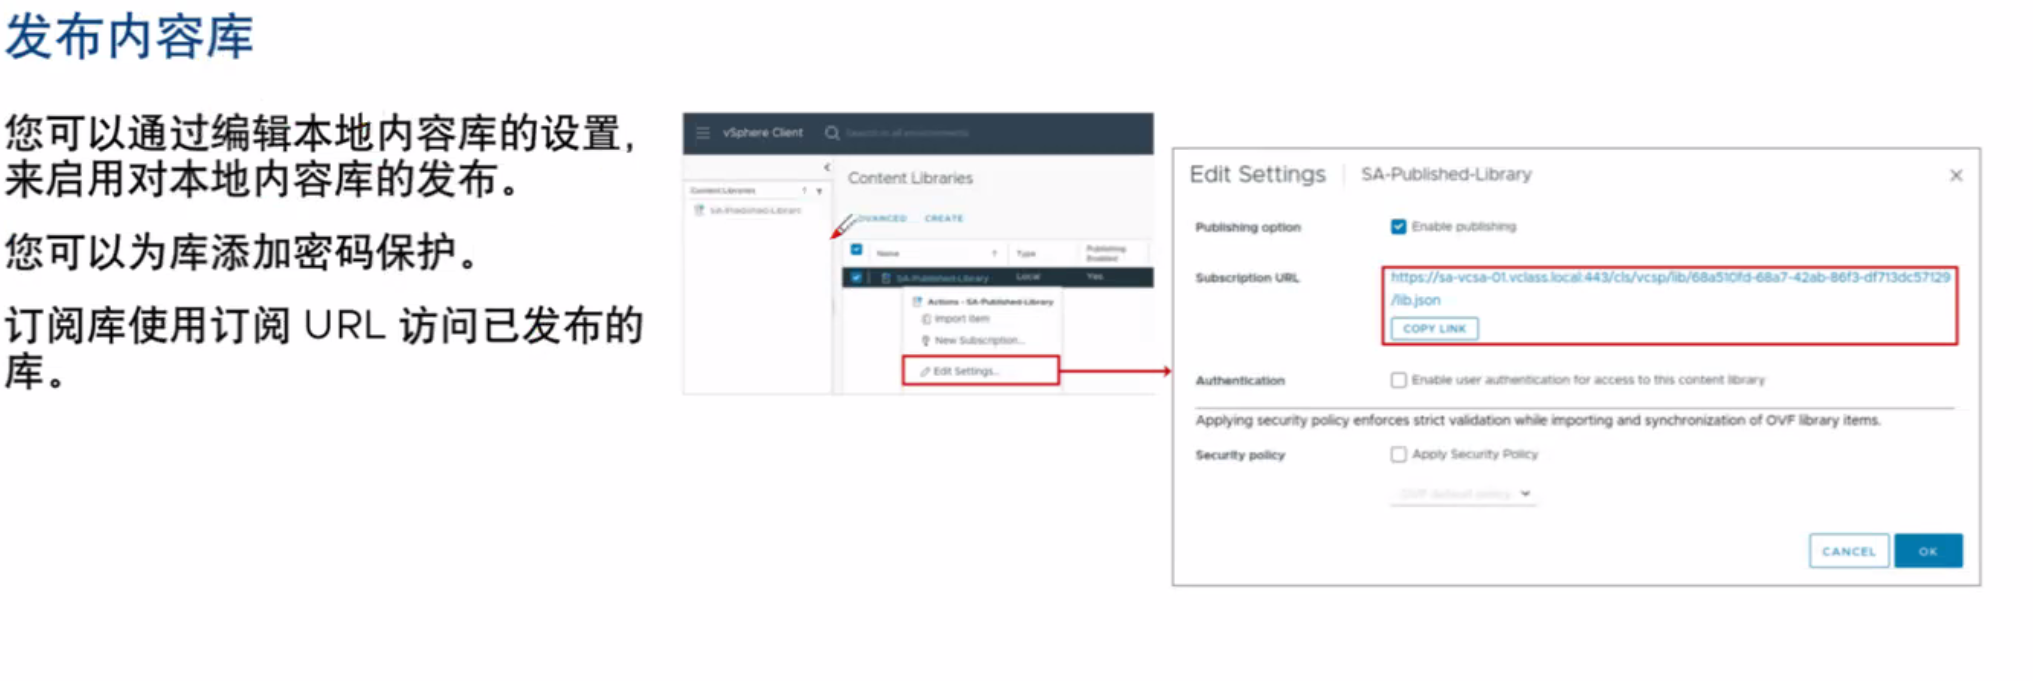 发布内容库
您可以通过编辑本地内容库的设置，
来启用对本地内容库的发布。
您可以为库添加密码保护。
订阅库使用订阅 URL 访问已发布的
库。
vSphere Client
Search in all environments
Content Libraries
SA-Published-Library
Content Libraries
ADVANCED CREATE
Name Type Publishing Enabled
SA-Published-Library Local Yes
Actions - SA-Published-Library
Import Item
New Subscription...
Edit Settings...
Edit Settings SA-Published-Library
Publishing option Enable publishing
Subscription URL https://sa-vcsa-01.vclass.local:443/cls/vcsp/lib/68a510fd-68a7-42ab-86f3-df713dc57129
/lib.json
COPY LINK
Authentication Enable user authentication for access to this content library
Applying security policy enforces strict validation while importing and synchronization of OVF library items.
Security policy Apply Security Policy
OVF default policy
CANCEL OK